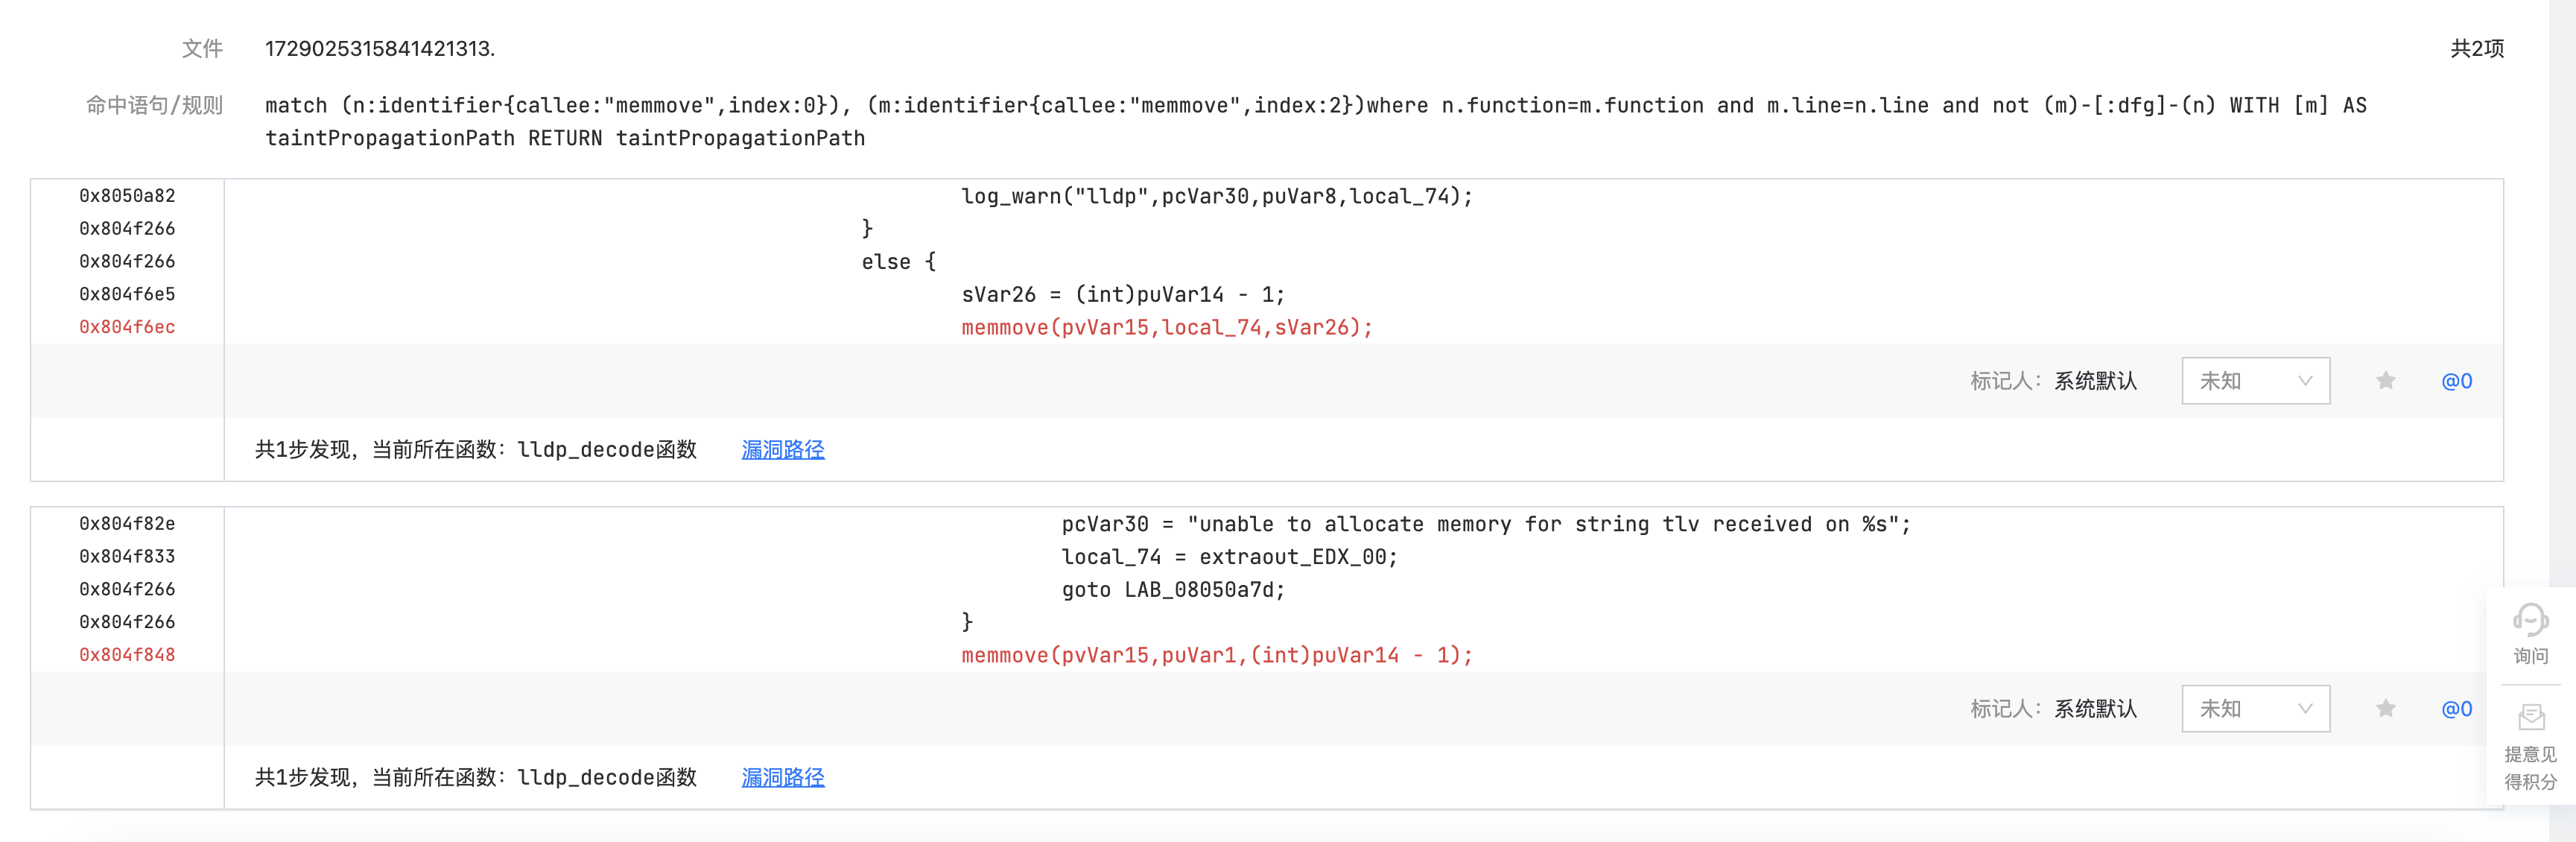 文件 1729025315841421313. 共2项
命中语句/规则 match (n:identifier{callee:"memmove",index:0}), (m:identifier{callee:"memmove",index:2})where n.function=m.function and m.line=n.line and not (m)-[:dfg]-(n) WITH [m] AS
taintPropagationPath RETURN taintPropagationPath
0x8050a82 log_warn("lldp",pcVar30,puVar8,local_74);
0x804f266 }
0x804f266 else {
0x804f6e5 sVar26 = (int)puVar14 - 1;
0x804f6ec memmove(pvVar15,local_74,sVar26);
标记人: 系统默认 未知 @0
共1步发现, 当前所在函数: lldp_decode函数 漏洞路径
0x804f82e pcVar30 = "unable to allocate memory for string tlv received on %s";
0x804f833 local_74 = extraout_EDX_00;
0x804f266 goto LAB_08050a7d;
0x804f266 }
0x804f848 memmove(pvVar15,puVar1,(int)puVar14 - 1);
标记人: 系统默认 未知 @0
共1步发现, 当前所在函数: lldp_decode函数 漏洞路径
询问
提意见
得积分